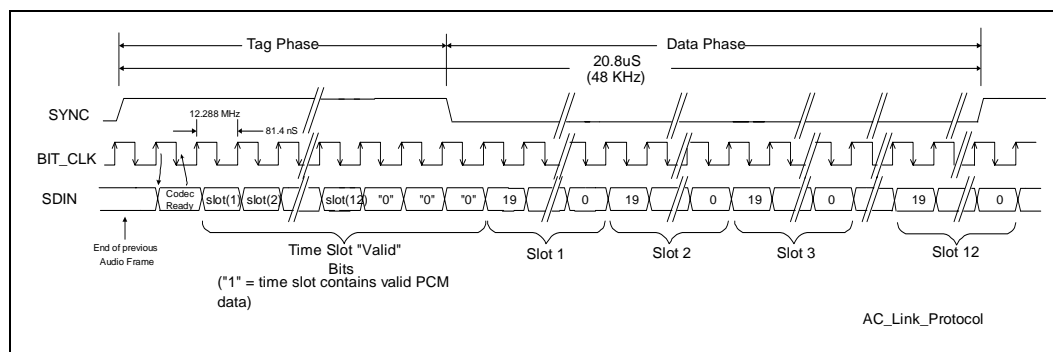 Tag Phase
Data Phase
20.8uS
(48 KHz)
SYNC
12.288 MHz
81.4 nS
BIT_CLK
SDIN
Codec
Ready
slot(1)
slot(2)
slot(12)
"0"
"0"
"0"
19
0
19
0
19
0
19
0
End of previous
Audio Frame
Time Slot "Valid"
Bits
("1" = time slot contains valid PCM
data)
Slot 1
Slot 2
Slot 3
Slot 12
AC_Link_Protocol